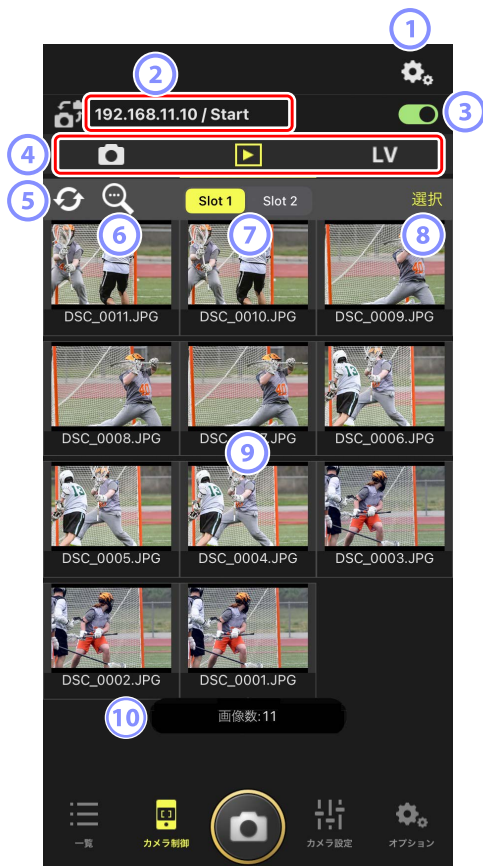 1
2
192.168.11.10 / Start
3
4
LV
5
6
Slot 1
7
Slot 2
8
選択
DSC_0011.JPG
DSC_0010.JPG
DSC_0009.JPG
DSC_0008.JPG
DSC_0006.JPG
9
DSC_0005.JPG
DSC_0004.JPG
DSC_0003.JPG
DSC_0002.JPG
DSC_0001.JPG
10
画像数:11
一覧
カメラ制御
カメラ設定
オプション